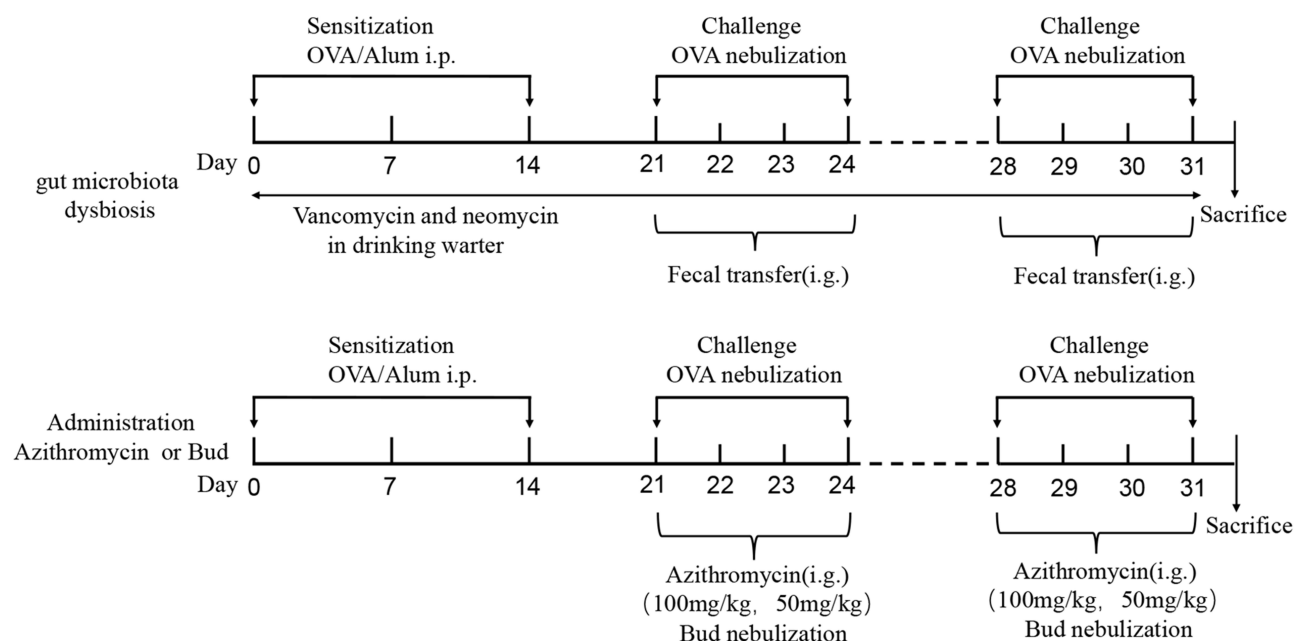 Sensitization
OVA/Alum i.p.
Challenge
OVA nebulization
Challenge
OVA nebulization
Day 0 7 14 21 22 23 24 28 29 30 31
gut microbiota
dysbiosis
Vancomycin and neomycin
in drinking warter
Sacrifice
Fecal transfer(i.g.)
Fecal transfer(i.g.)
Sensitization
OVA/Alum i.p.
Challenge
OVA nebulization
Challenge
OVA nebulization
Administration
Azithromycin or Bud
Day 0 7 14 21 22 23 24 28 29 30 31
Sacrifice
Azithromycin(i.g.)
(100mg/kg, 50mg/kg)
Bud nebulization
Azithromycin(i.g.)
(100mg/kg, 50mg/kg)
Bud nebulization